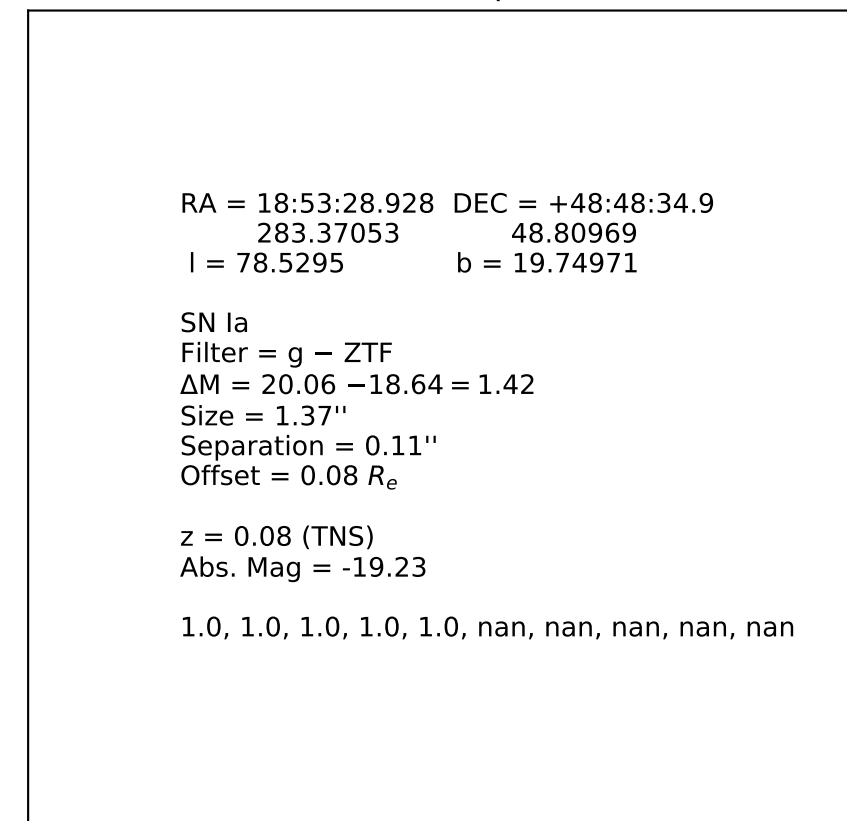 RA = 18:53:28.928  DEC = +48:48:34.9
283.37053  48.80969
l = 78.5295  b = 19.74971
SN Ia
Filter = g − ZTF
ΔM = 20.06 −18.64 = 1.42
Size = 1.37''
Separation = 0.11''
Offset = 0.08 Rₑ
z = 0.08 (TNS)
Abs. Mag = -19.23
1.0, 1.0, 1.0, 1.0, 1.0, nan, nan, nan, nan, nan